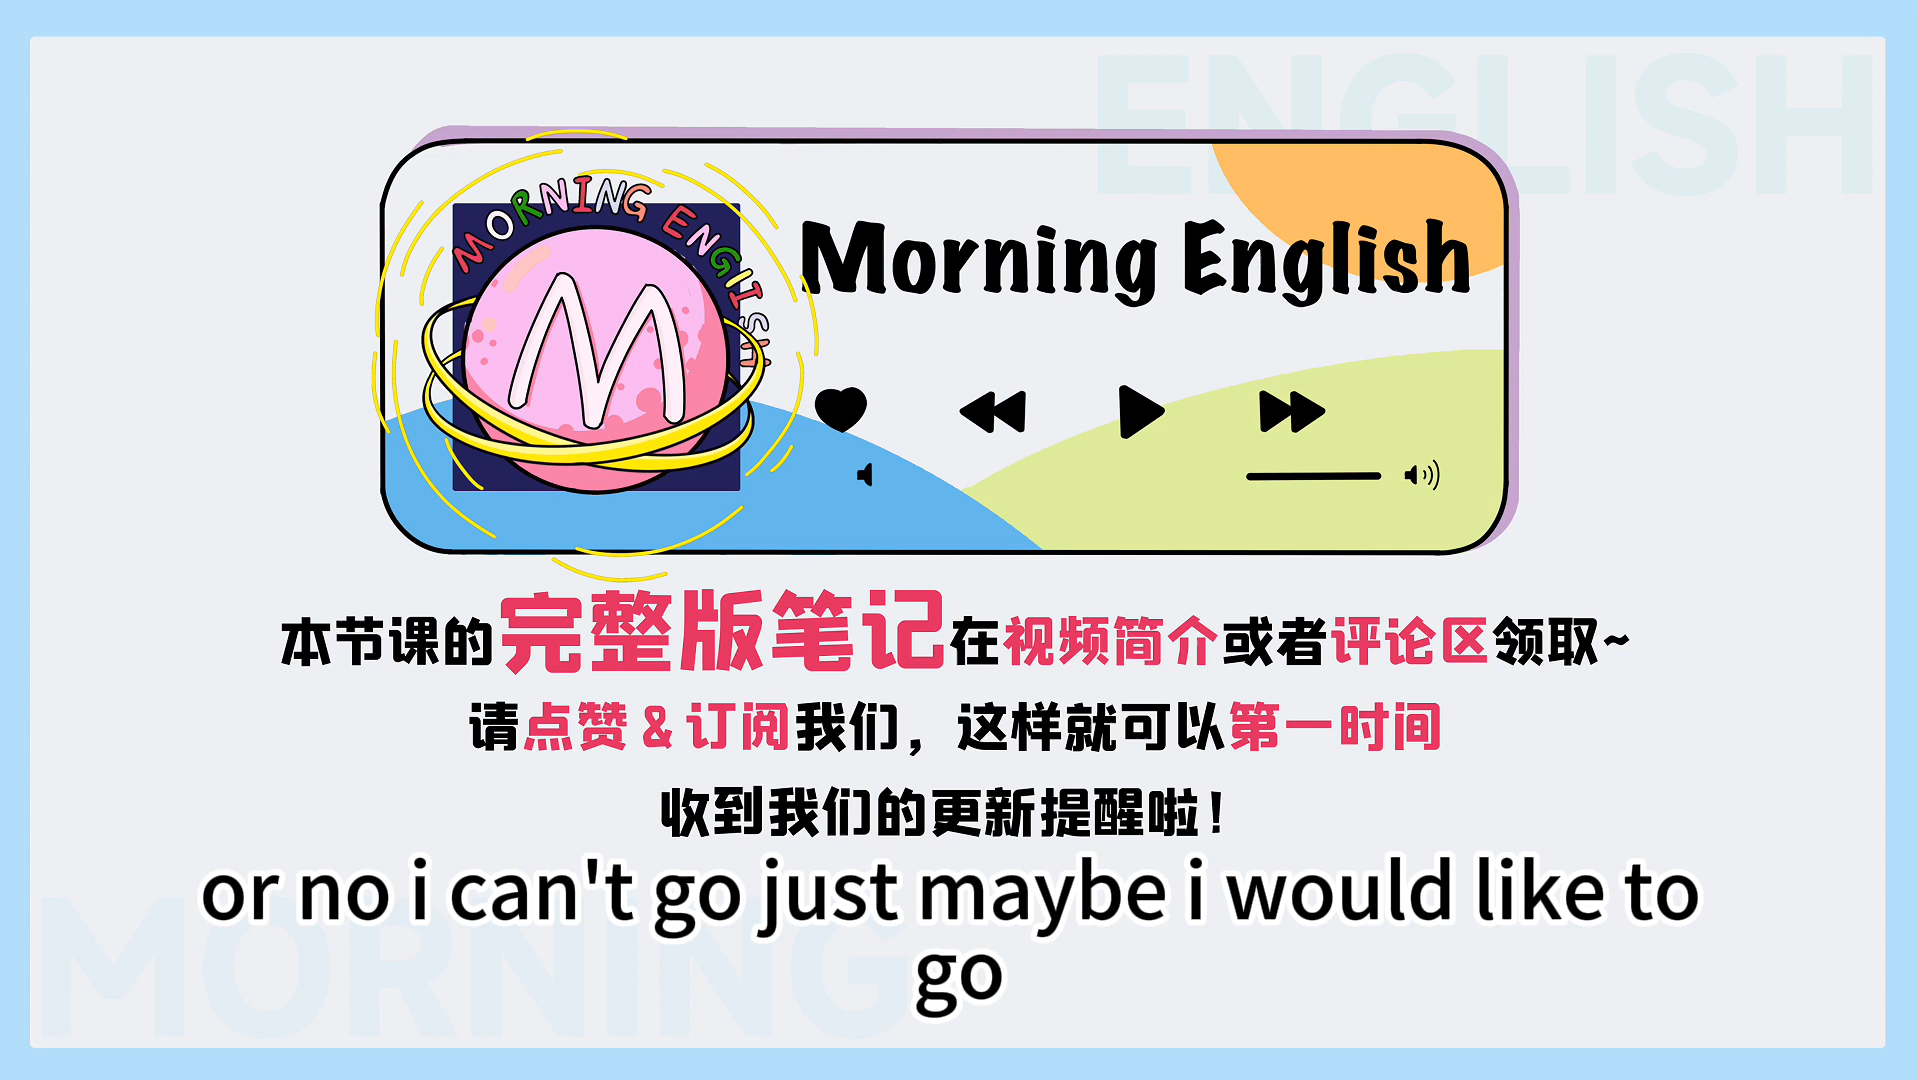 ENGLISH
MORNING ENGLISH
M
Morning English
本节课的完整版笔记在视频简介或者评论区领取~
请点赞&订阅我们，这样就可以第一时间
收到我们的更新提醒啦！
or no i can't go just maybe i would like to
go
MORNING